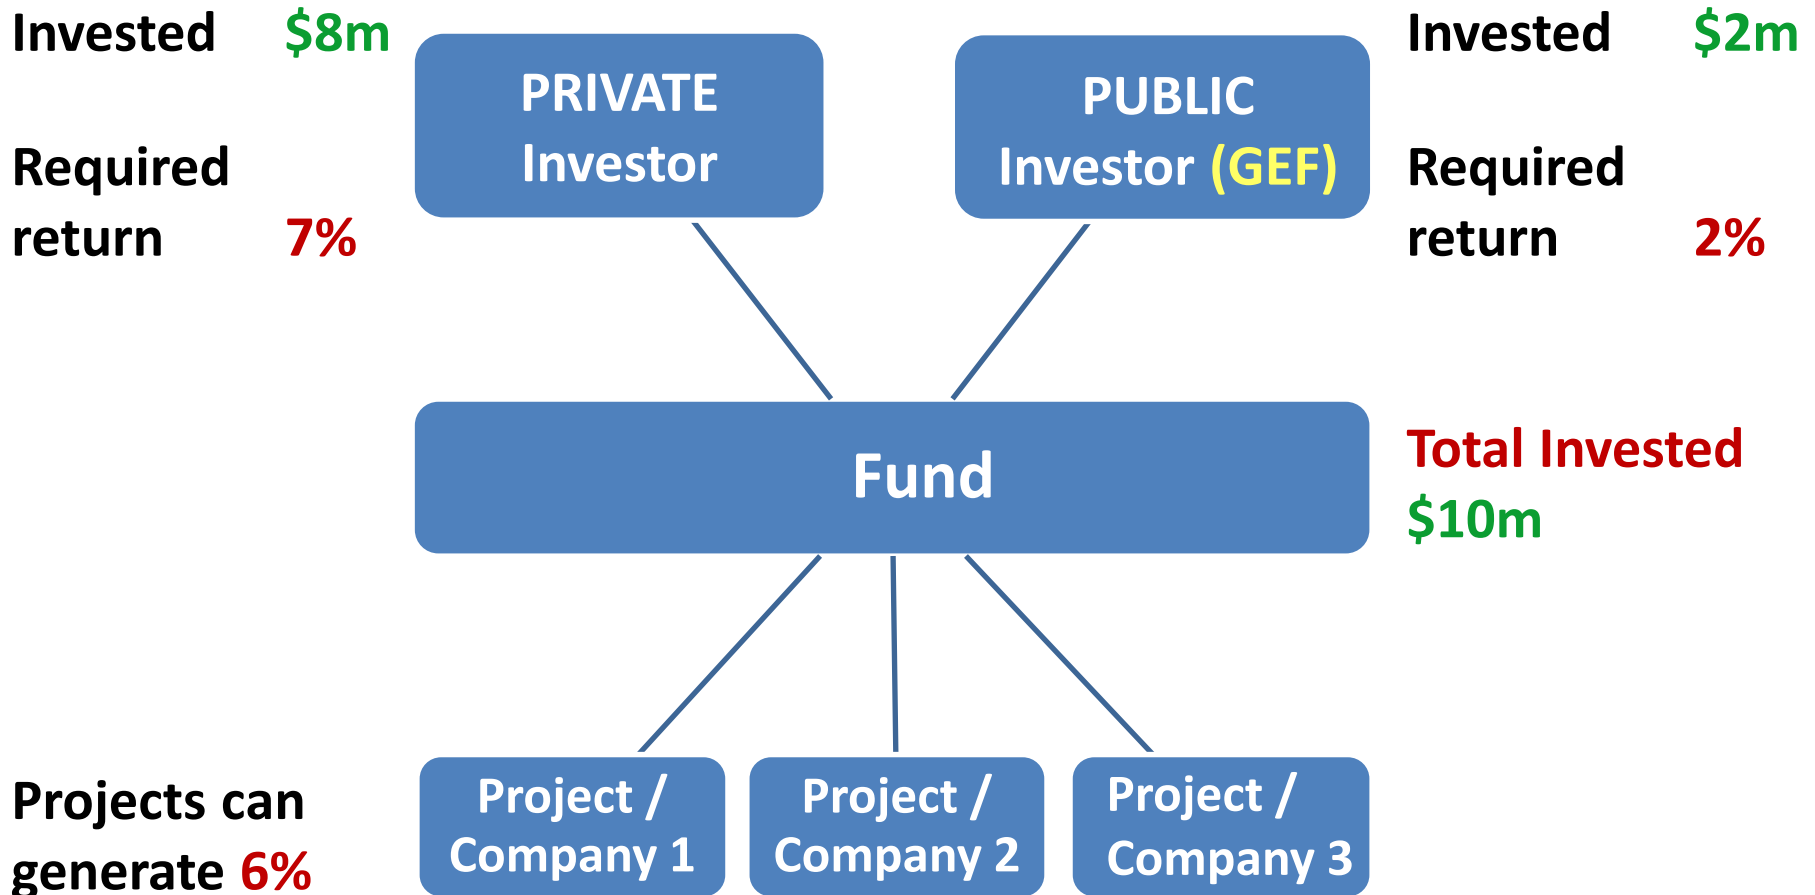 Invested $8m
Required
return 7%
PRIVATE
Investor
PUBLIC
Investor (GEF)
Invested $2m
Required
return 2%
Fund
Total Invested
$10m
Projects can
generate 6%
Project /
Company 1
Project /
Company 2
Project /
Company 3